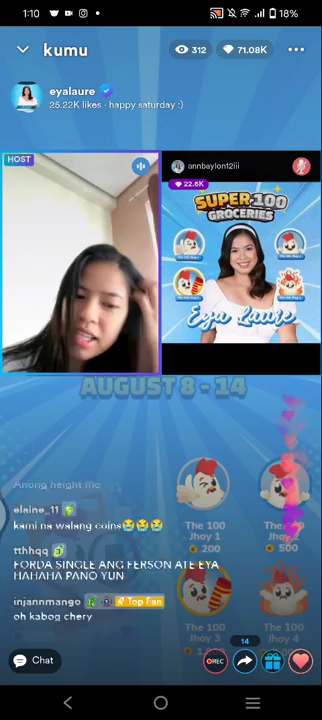 1:10
18%
kumu
312
71.08K
eyalaure
25.22K likes · happy saturday :)
HOST
annbaylon12iii
22.6K
SUPER 100
GROCERIES
Eya Laure
AUGUST 8 - 14
Anong height mo
elaine_11
kami na walang coins😭😭😭
tthhqq 3
FORDA SINGLE ANG FERSON ATE EYA
HAHAHA PANO YUN
injannmango Top Fan
oh kabog chery
The 100
Jhoy 1
200
The 100
Jhoy 2
500
The 100
Jhoy 3
The 100
Jhoy 4
14
Chat
REC